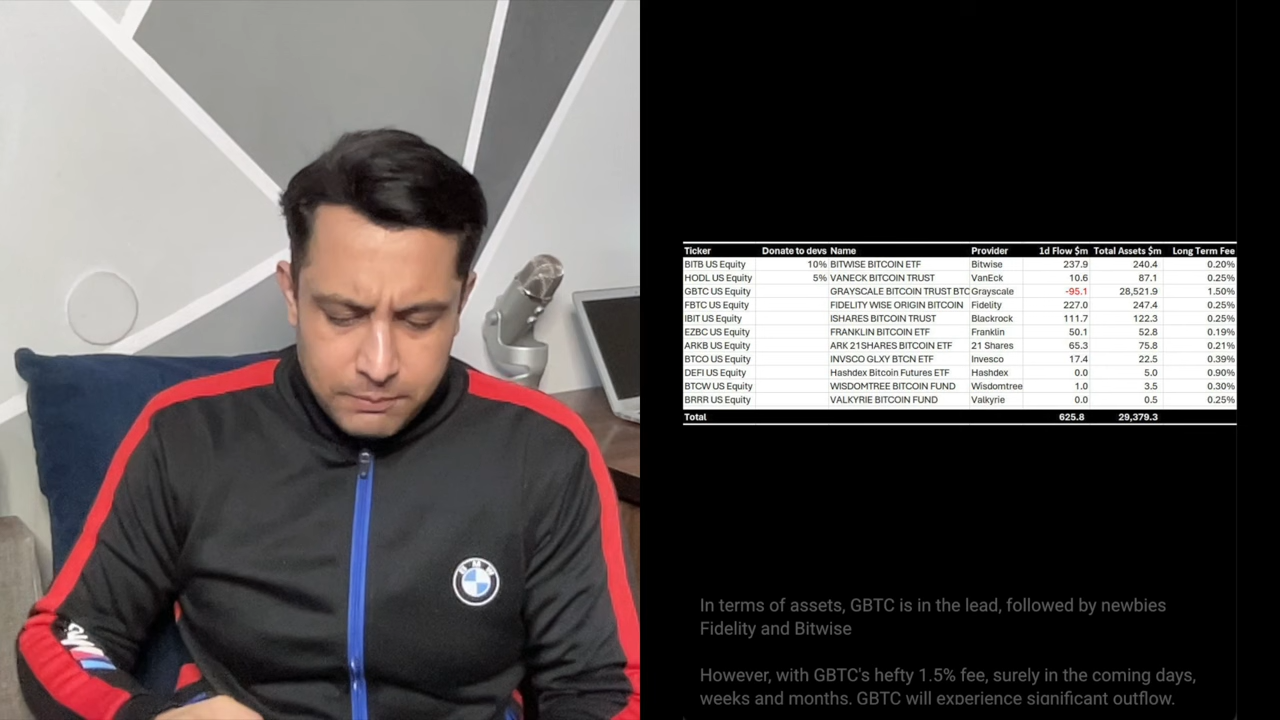 BMW
Ticker Donate to devs Name Provider 1d Flow $m Total Assets $m Long Term Fee
BITB US Equity 10% BITWISE BITCOIN ETF Bitwise 237.9 240.4 0.20%
HODL US Equity 5% VANECK BITCOIN TRUST VanEck 10.6 87.1 0.25%
GBTC US Equity GRAYSCALE BITCOIN TRUST BTC Grayscale -95.1 28,521.9 1.50%
FBTC US Equity FIDELITY WISE ORIGIN BITCOIN Fidelity 227.0 247.4 0.25%
IBIT US Equity ISHARES BITCOIN TRUST Blackrock 111.7 122.3 0.25%
EZBC US Equity FRANKLIN BITCOIN ETF Franklin 50.1 52.8 0.19%
ARKB US Equity ARK 21SHARES BITCOIN ETF 21 Shares 65.3 75.8 0.21%
BTCO US Equity INVSCO GLXY BTCN ETF Invesco 17.4 22.5 0.39%
DEFI US Equity Hashdex Bitcoin Futures ETF Hashdex 0.0 5.0 0.90%
BTCW US Equity WISDOMTREE BITCOIN FUND Wisdomtree 1.0 3.5 0.30%
BRRR US Equity VALKYRIE BITCOIN FUND Valkyrie 0.0 0.5 0.25%
Total 625.8 29,379.3
In terms of assets, GBTC is in the lead, followed by newbies
Fidelity and Bitwise
However, with GBTC's hefty 1.5% fee, surely in the coming days,
weeks and months. GBTC will experience significant outflow.